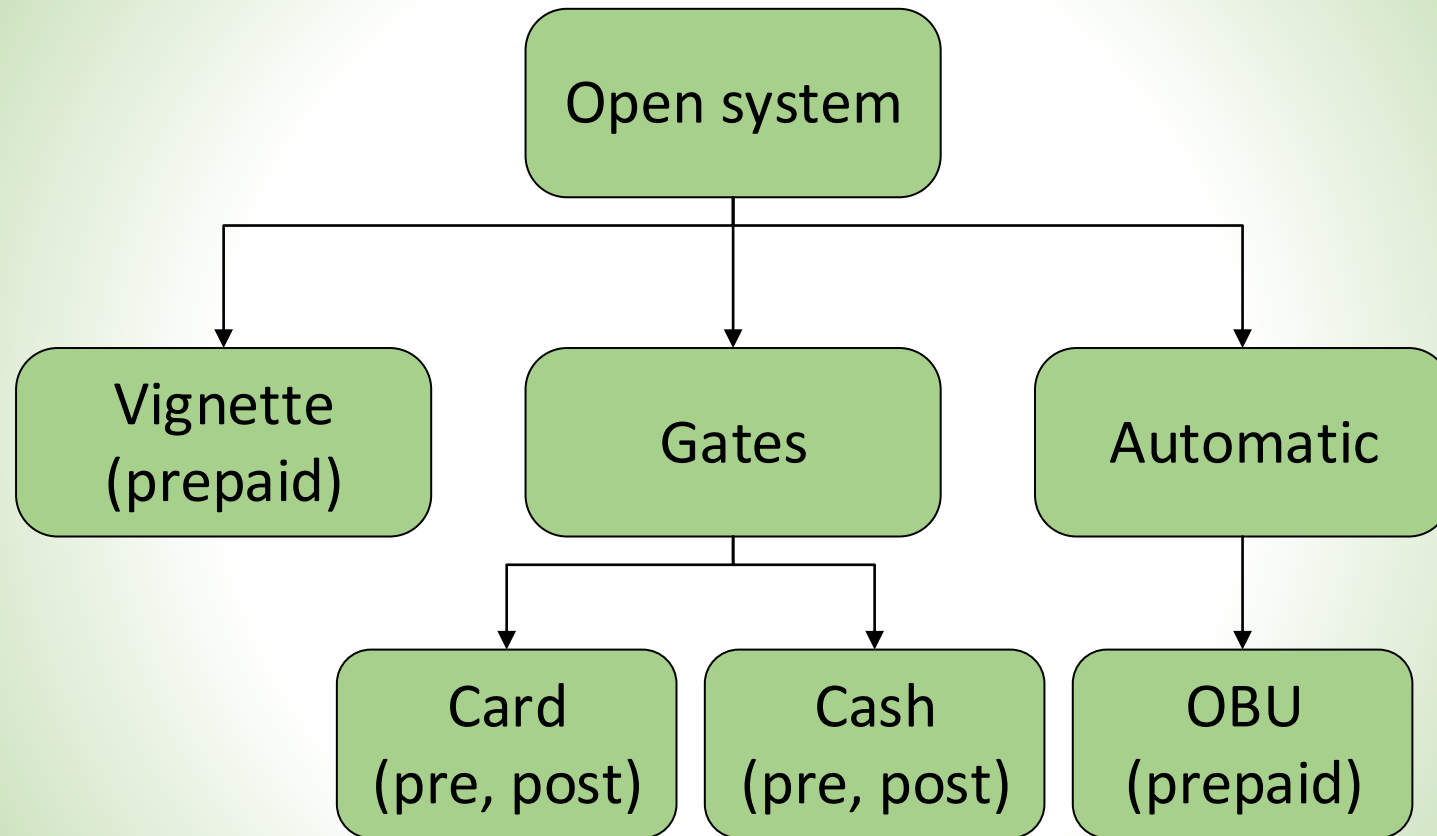 Open system
Vignette
(prepaid)
Gates
Automatic
Card
(pre, post)
Cash
(pre, post)
OBU
(prepaid)